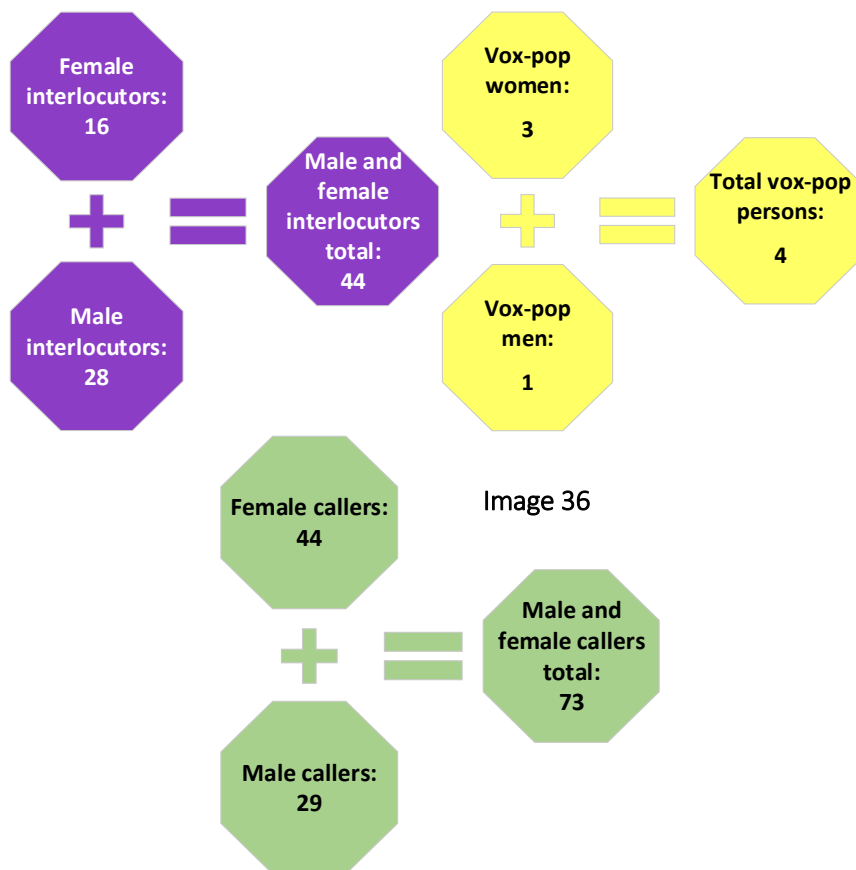 Female
interlocutors:
16
Male
interlocutors:
28
Male and
female
interlocutors
total:
44
Vox-pop
women:
3
Vox-pop
men:
1
Total vox-pop
persons:
4
Image 36
Female callers:
44
Male callers:
29
Male and
female callers
total:
73